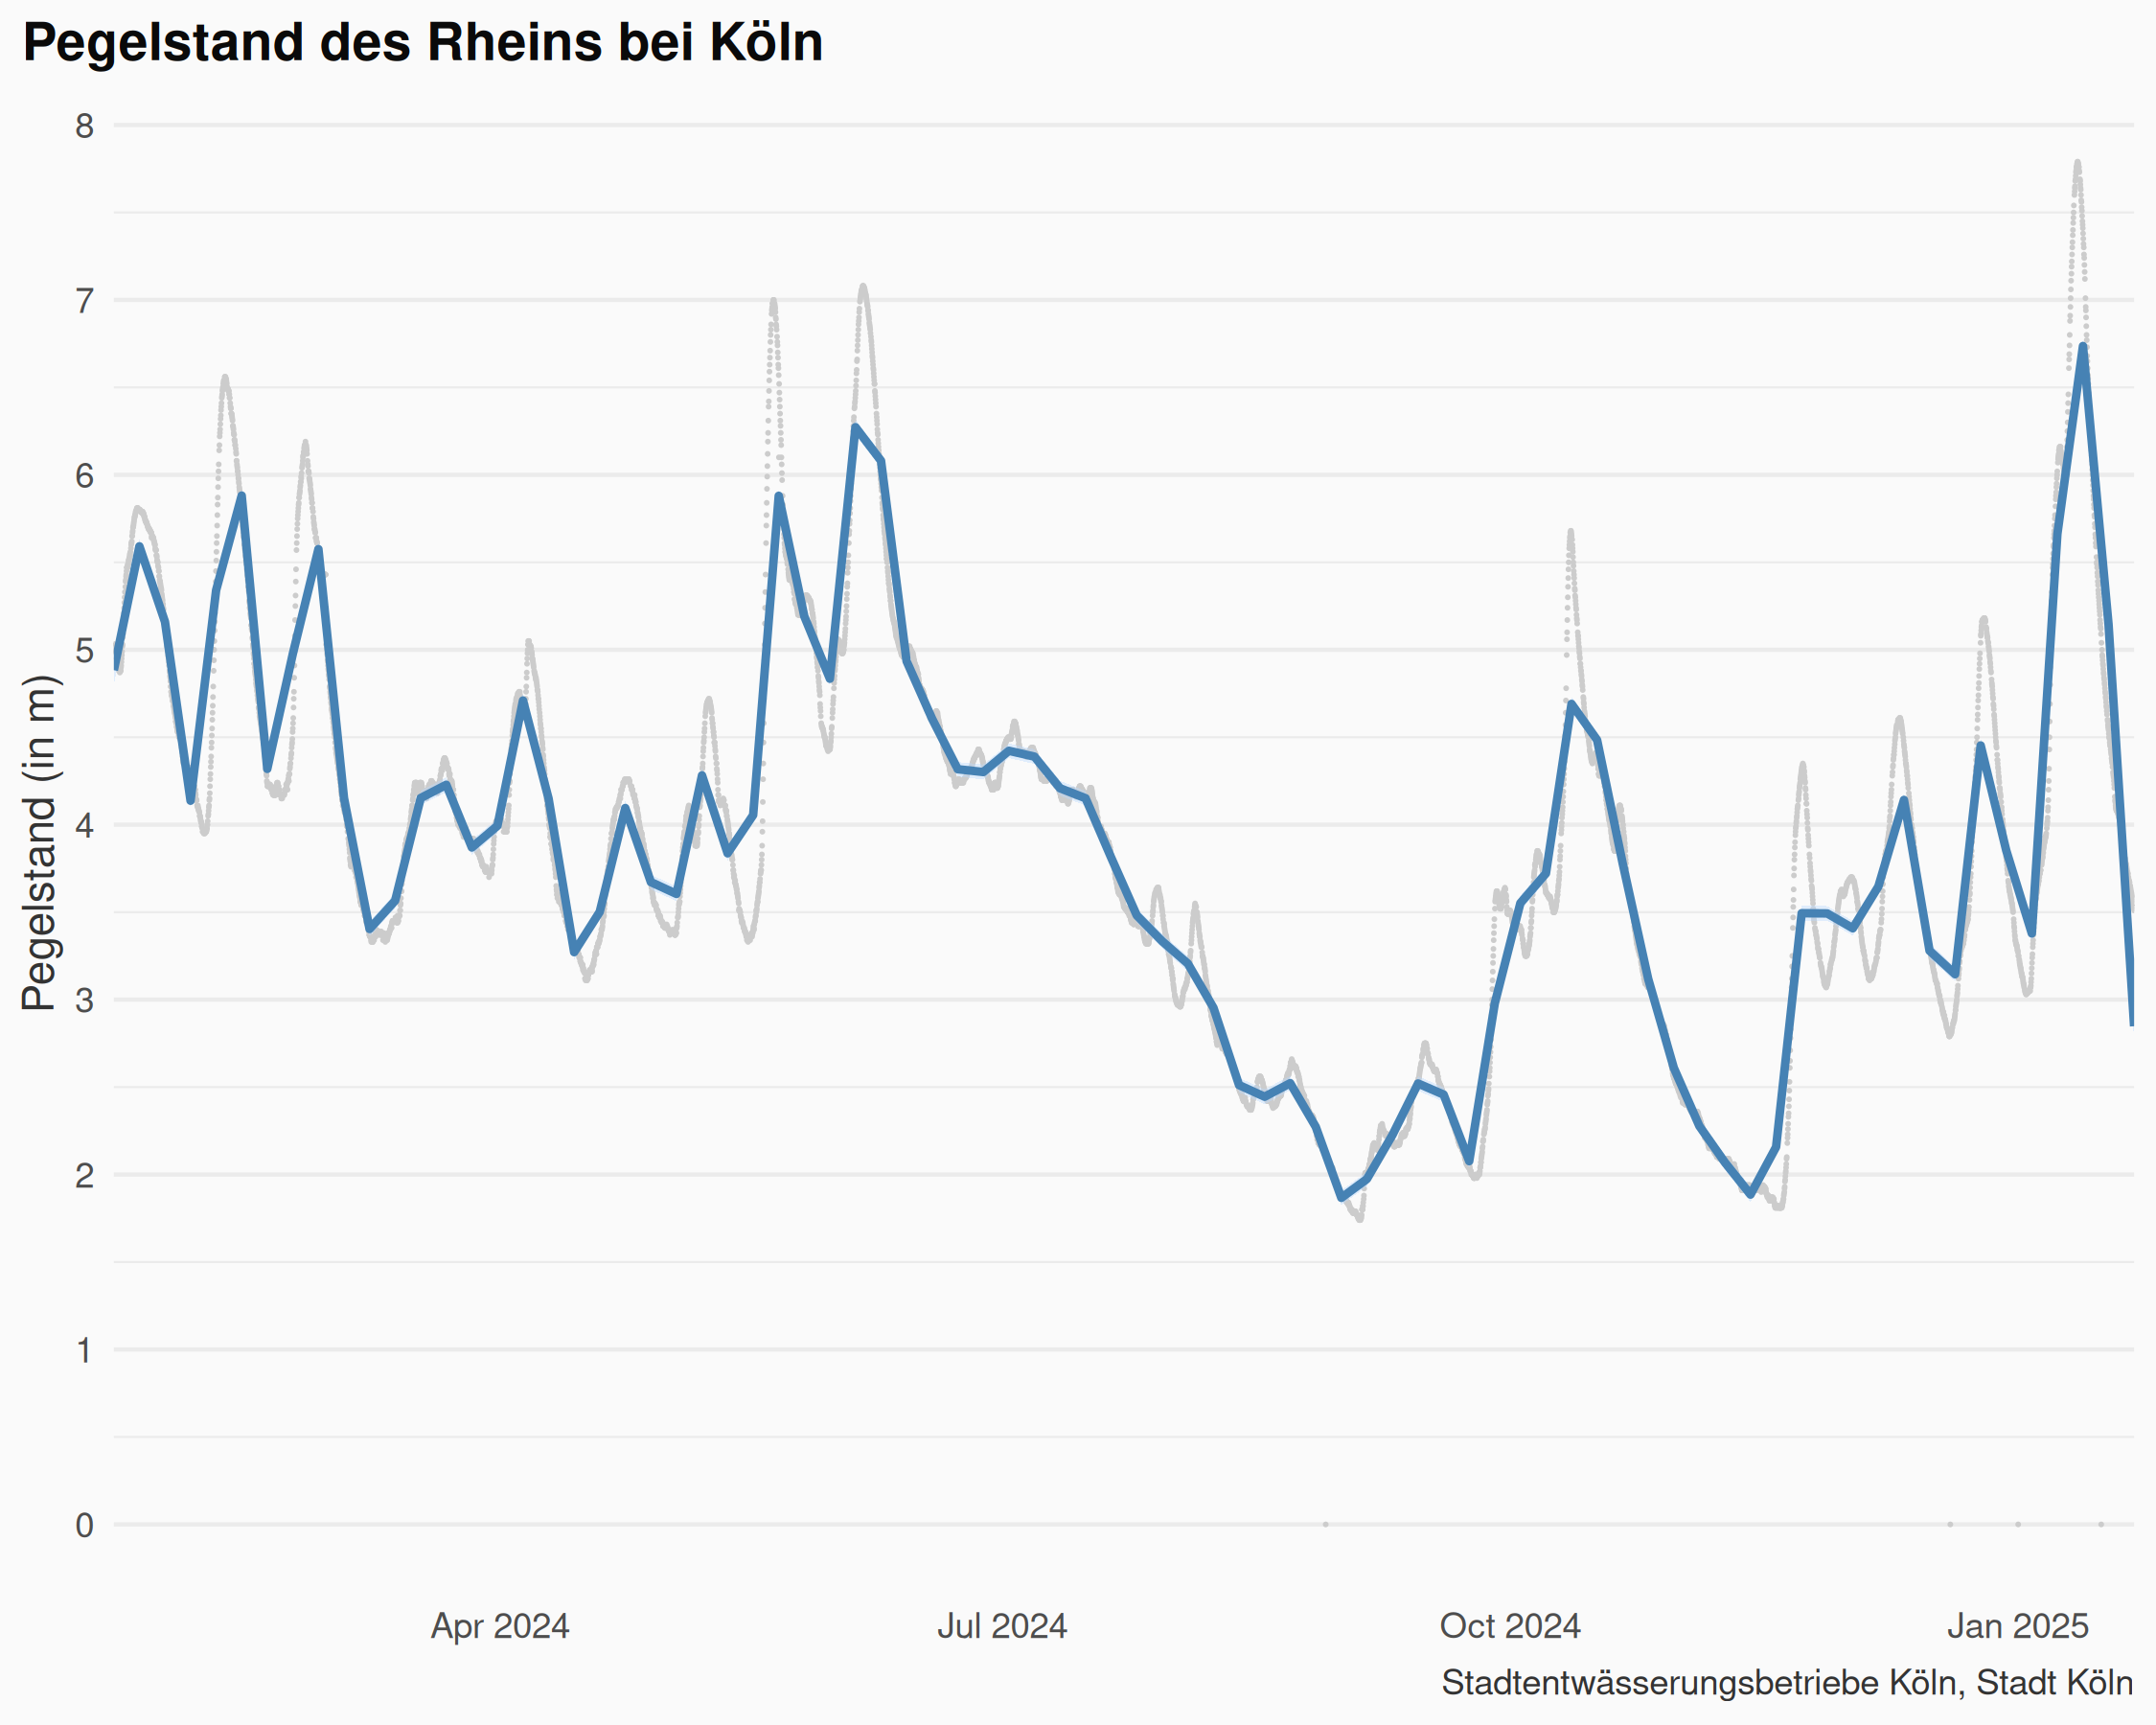 Pegelstand des Rheins bei Köln
Pegelstand (in m)
8
7
6
5
4
3
2
1
0
Apr 2024
Jul 2024
Oct 2024
Jan 2025
Stadtentwässerungsbetriebe Köln, Stadt Köln